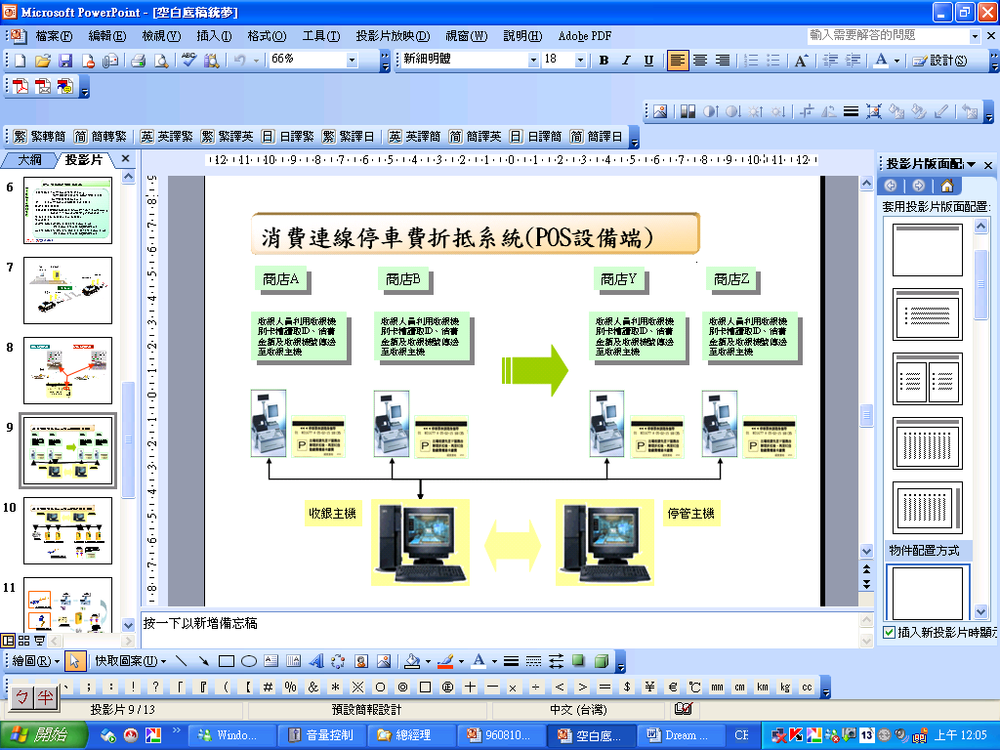 Microsoft PowerPoint - [空白底稿統夢]
檔案(F) 編輯(E) 檢視(V) 插入(I) 格式(O) 工具(T) 投影片放映(D) 視窗(W) 說明(H) Adobe PDF
輸入需要解答的問題
66% 新細明體 18 B I U 設計(S)
繁 繁轉簡 簡 簡轉繁 英 英譯繁 繁 繁譯英 日 日譯繁 繁 繁譯日 英 英譯簡 簡 簡譯英 日 日譯簡 簡 簡譯日
大綱 投影片
投影片版面配
套用投影片版面配置:
消費連線停車費折抵系統(POS設備端)
商店A 商店B 商店Y 商店Z
收銀人員利用收銀機
刷卡槽讀取ID、消費
金額及收銀機號傳送
至收銀主機
收銀人員利用收銀機
刷卡槽讀取ID、消費
金額及收銀機號傳送
至收銀主機
收銀人員利用收銀機
刷卡槽讀取ID、消費
金額及收銀機號傳送
至收銀主機
收銀人員利用收銀機
刷卡槽讀取ID、消費
金額及收銀機號傳送
至收銀主機
P P P P
收銀主機 停管主機
6
7
8
9
10
11
物件配置方式
插入新投影片時顯示
按一下以新增備忘稿
繪圖(R) 快取圖案(U)
、 ; : ! ? ( 【 # % & * ※ ○ ◎ □ + − × ÷ < > = $ ¥ € ℃ mm cm km kg cc
ㄅ 半
投影片 9 / 13 預設簡報設計 中文 (台灣)
開始 Windo... 音量控制 總經理 960810... 空白底... Dream ... CH 13 上午 12:05